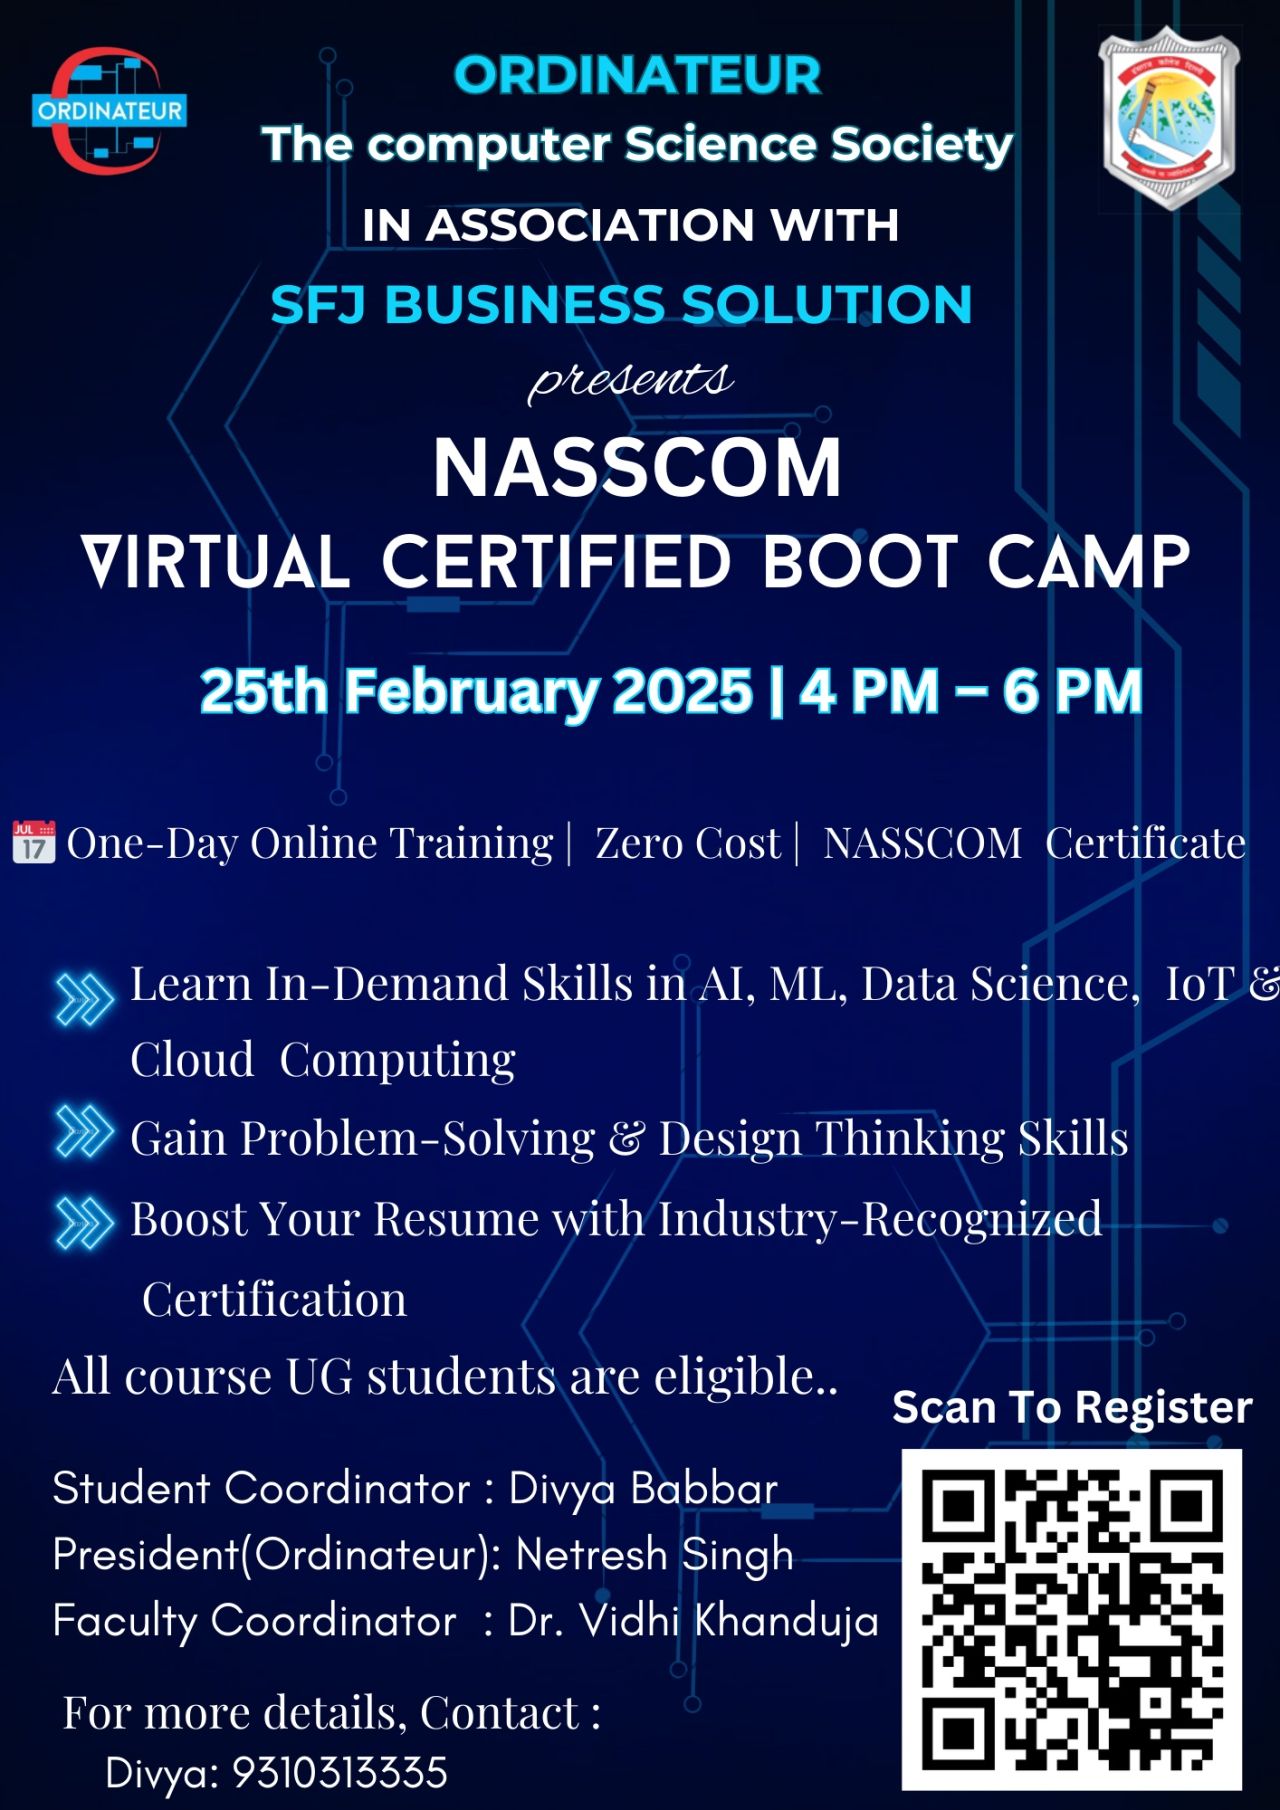 ORDINATEUR
ORDINATEUR
The computer Science Society
IN ASSOCIATION WITH
SFJ BUSINESS SOLUTION
presents
NASSCOM
VIRTUAL CERTIFIED BOOT CAMP
25th February 2025 | 4 PM – 6 PM
JUL
17
One-Day Online Training | Zero Cost | NASSCOM Certificate
Learn In-Demand Skills in AI, ML, Data Science, IoT &
Cloud Computing
Gain Problem-Solving & Design Thinking Skills
Boost Your Resume with Industry-Recognized
Certification
All course UG students are eligible..
Scan To Register
Student Coordinator : Divya Babbar
President(Ordinateur): Netresh Singh
Faculty Coordinator : Dr. Vidhi Khanduja
For more details, Contact :
Divya: 9310313335